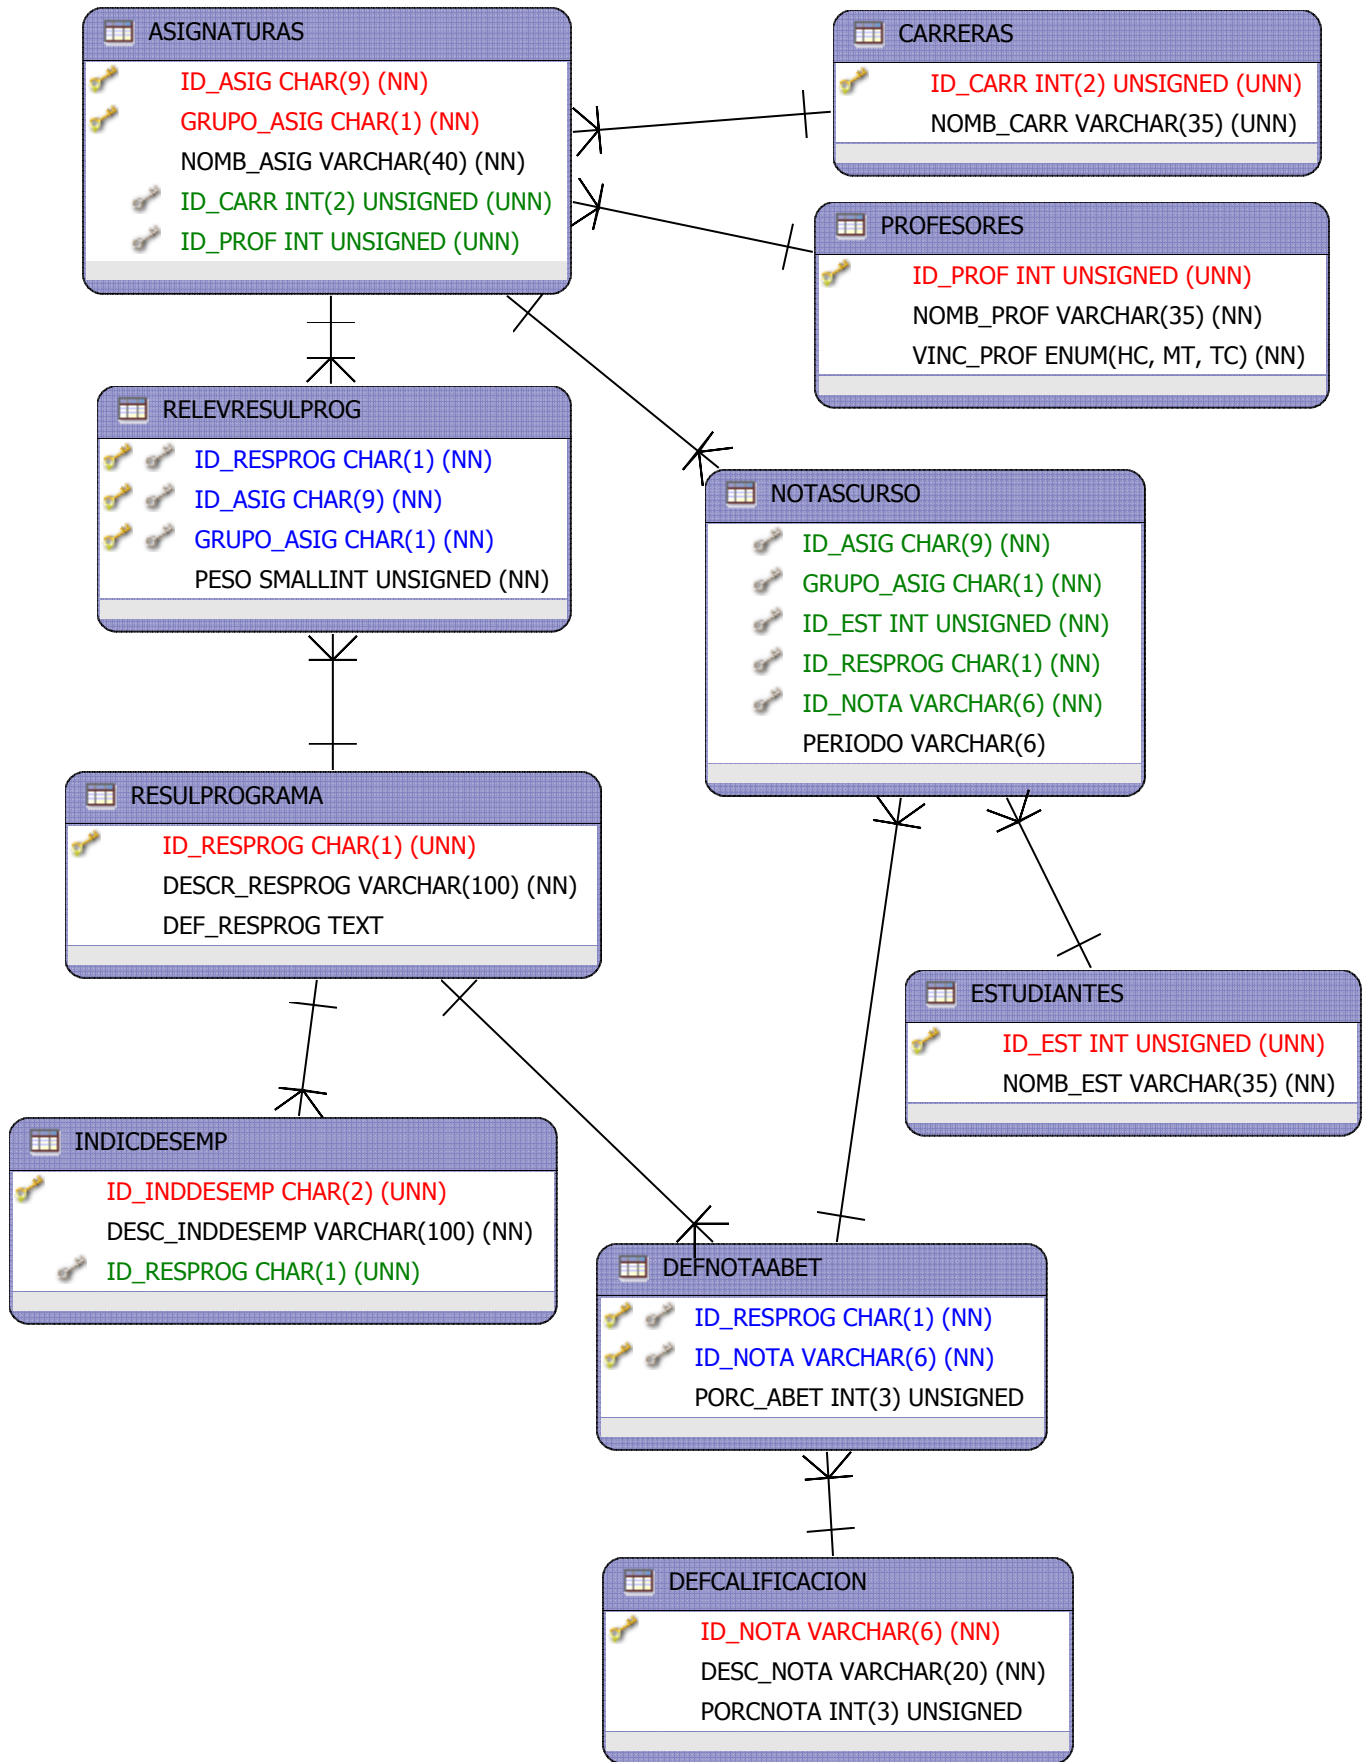 ASIGNATURAS
ID_ASIG CHAR(9) (NN)
GRUPO_ASIG CHAR(1) (NN)
NOMB_ASIG VARCHAR(40) (NN)
ID_CARR INT(2) UNSIGNED (UNN)
ID_PROF INT UNSIGNED (UNN)
CARRERAS
ID_CARR INT(2) UNSIGNED (UNN)
NOMB_CARR VARCHAR(35) (UNN)
PROFESORES
ID_PROF INT UNSIGNED (UNN)
NOMB_PROF VARCHAR(35) (NN)
VINC_PROF ENUM(HC, MT, TC) (NN)
RELEVRESULPROG
ID_RESPROG CHAR(1) (NN)
ID_ASIG CHAR(9) (NN)
GRUPO_ASIG CHAR(1) (NN)
PESO SMALLINT UNSIGNED (NN)
NOTASCURSO
ID_ASIG CHAR(9) (NN)
GRUPO_ASIG CHAR(1) (NN)
ID_EST INT UNSIGNED (NN)
ID_RESPROG CHAR(1) (NN)
ID_NOTA VARCHAR(6) (NN)
PERIODO VARCHAR(6)
RESULPROGRAMA
ID_RESPROG CHAR(1) (UNN)
DESCR_RESPROG VARCHAR(100) (NN)
DEF_RESPROG TEXT
ESTUDIANTES
ID_EST INT UNSIGNED (UNN)
NOMB_EST VARCHAR(35) (NN)
INDICDESEMP
ID_INDDESEMP CHAR(2) (UNN)
DESC_INDDESEMP VARCHAR(100) (NN)
ID_RESPROG CHAR(1) (UNN)
DEFNOTAABET
ID_RESPROG CHAR(1) (NN)
ID_NOTA VARCHAR(6) (NN)
PORC_ABET INT(3) UNSIGNED
DEFCALIFICACION
ID_NOTA VARCHAR(6) (NN)
DESC_NOTA VARCHAR(20) (NN)
PORCNOTA INT(3) UNSIGNED